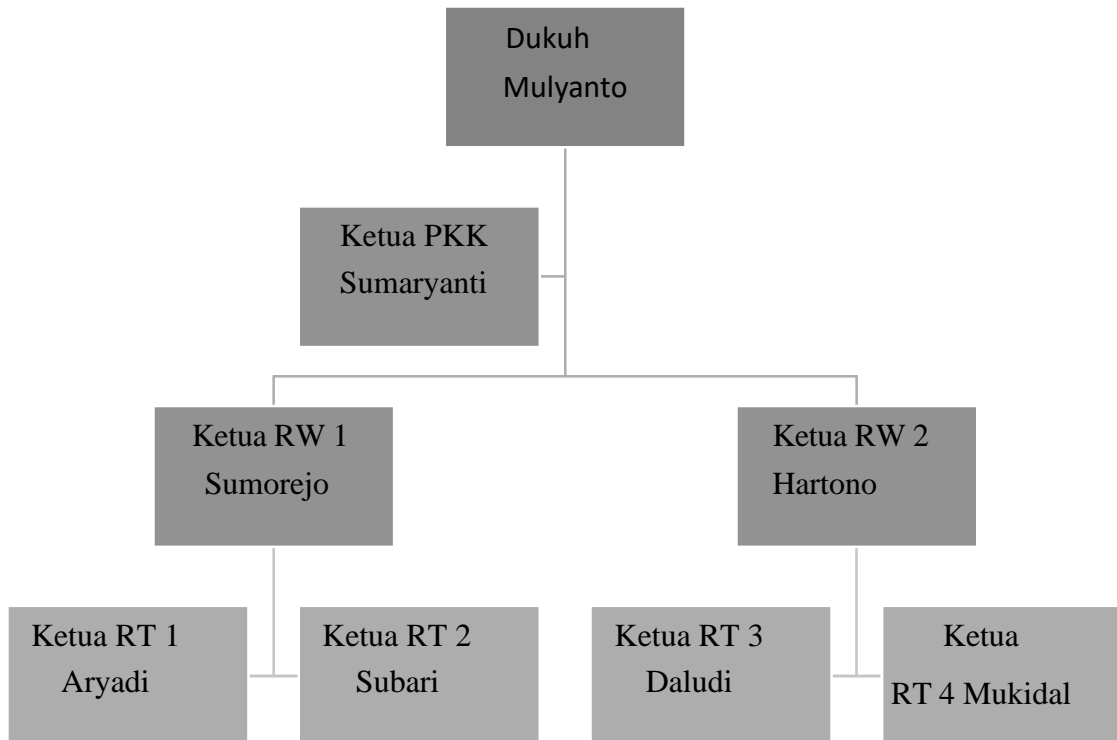 Dukuh
Mulyanto
Ketua PKK
Sumaryanti
Ketua RW 1
Sumorejo
Ketua RW 2
Hartono
Ketua RT 1
Aryadi
Ketua RT 2
Subari
Ketua RT 3
Daludi
Ketua
RT 4 Mukidal